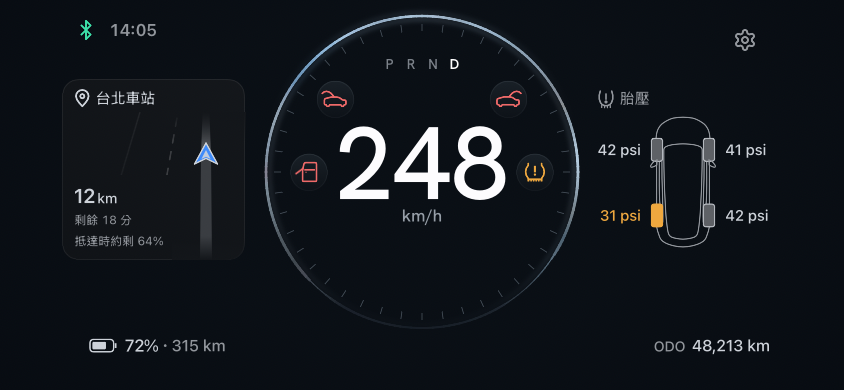 14:05
P R N D
台北車站
胎壓
248
km/h
42 psi
41 psi
31 psi
42 psi
12 km
剩餘 18 分
抵達時約剩 64%
72% · 315 km
ODO 48,213 km